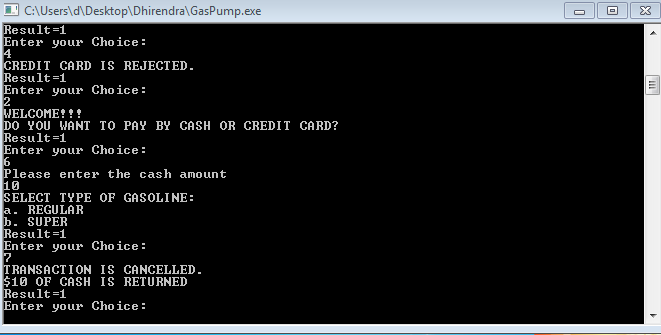 C:\Users\d\Desktop\Dhirendra\GasPump.exe
Result=1
Enter your Choice:
4
CREDIT CARD IS REJECTED.
Result=1
Enter your Choice:
2
WELCOME!!!
DO YOU WANT TO PAY BY CASH OR CREDIT CARD?
Result=1
Enter your Choice:
6
Please enter the cash amount
10
SELECT TYPE OF GASOLINE:
a. REGULAR
b. SUPER
Result=1
Enter your Choice:
7
TRANSACTION IS CANCELLED.
$10 OF CASH IS RETURNED
Result=1
Enter your Choice: